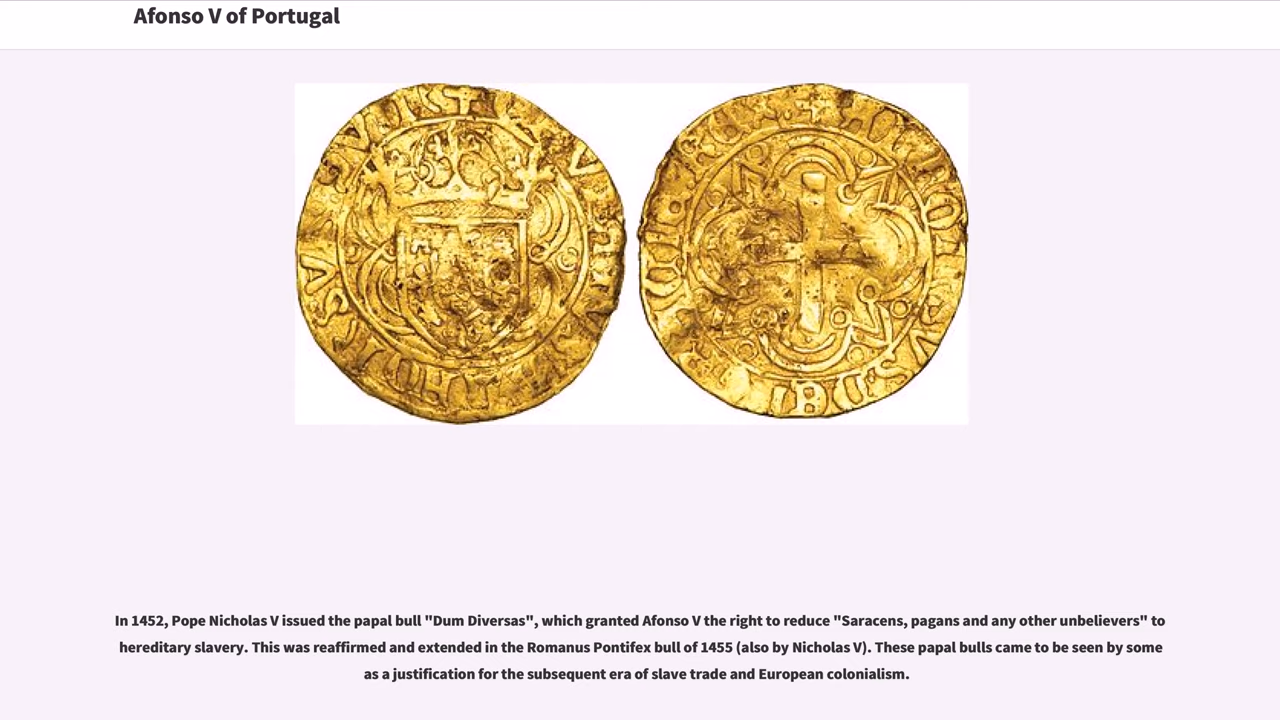 Afonso V of Portugal
In 1452, Pope Nicholas V issued the papal bull "Dum Diversas", which granted Afonso V the right to reduce "Saracens, pagans and any other unbelievers" to
hereditary slavery. This was reaffirmed and extended in the Romanus Pontifex bull of 1455 (also by Nicholas V). These papal bulls came to be seen by some
as a justification for the subsequent era of slave trade and European colonialism.